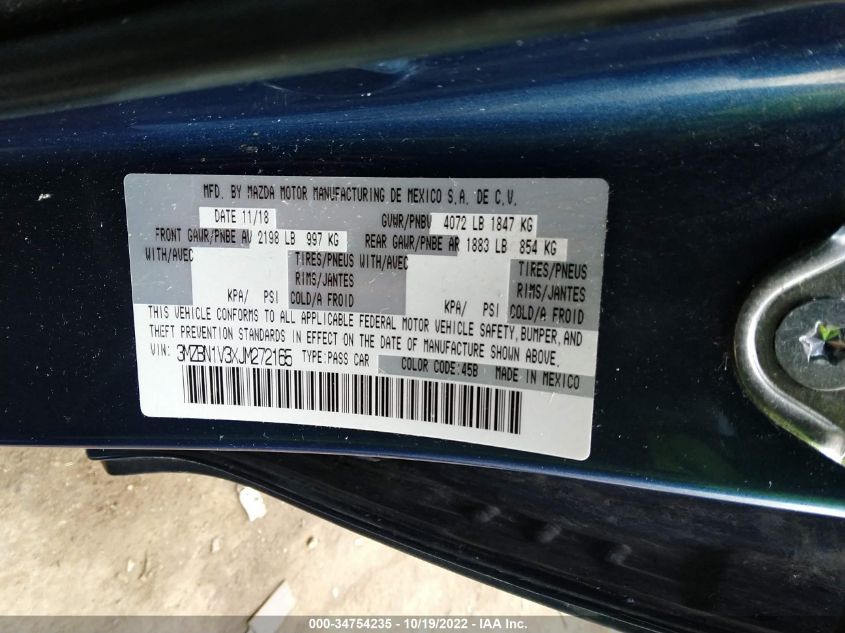 MFD. BY MAZDA MOTOR MANUFACTURING DE MEXICO S.A. DE C.V.
DATE 11/18 GVWR/PNBV 4072 LB 1847 KG
FRONT GAWR/PNBE AV 2198 LB 997 KG REAR GAWR/PNBE AR 1883 LB 854 KG
WITH/AVEC TIRES/PNEUS WITH/AVEC TIRES/PNEUS
RIMS/JANTES RIMS/JANTES
KPA/ PSI COLD/A FROID KPA/ PSI COLD/A FROID
THIS VEHICLE CONFORMS TO ALL APPLICABLE FEDERAL MOTOR VEHICLE SAFETY, BUMPER, AND
THEFT PREVENTION STANDARDS IN EFFECT ON THE DATE OF MANUFACTURE SHOWN ABOVE.
VIN: 3MZBN1V3XJM272165 TYPE:PASS CAR COLOR CODE:45B MADE IN MEXICO
000-34754235 - 10/19/2022 - IAA Inc.